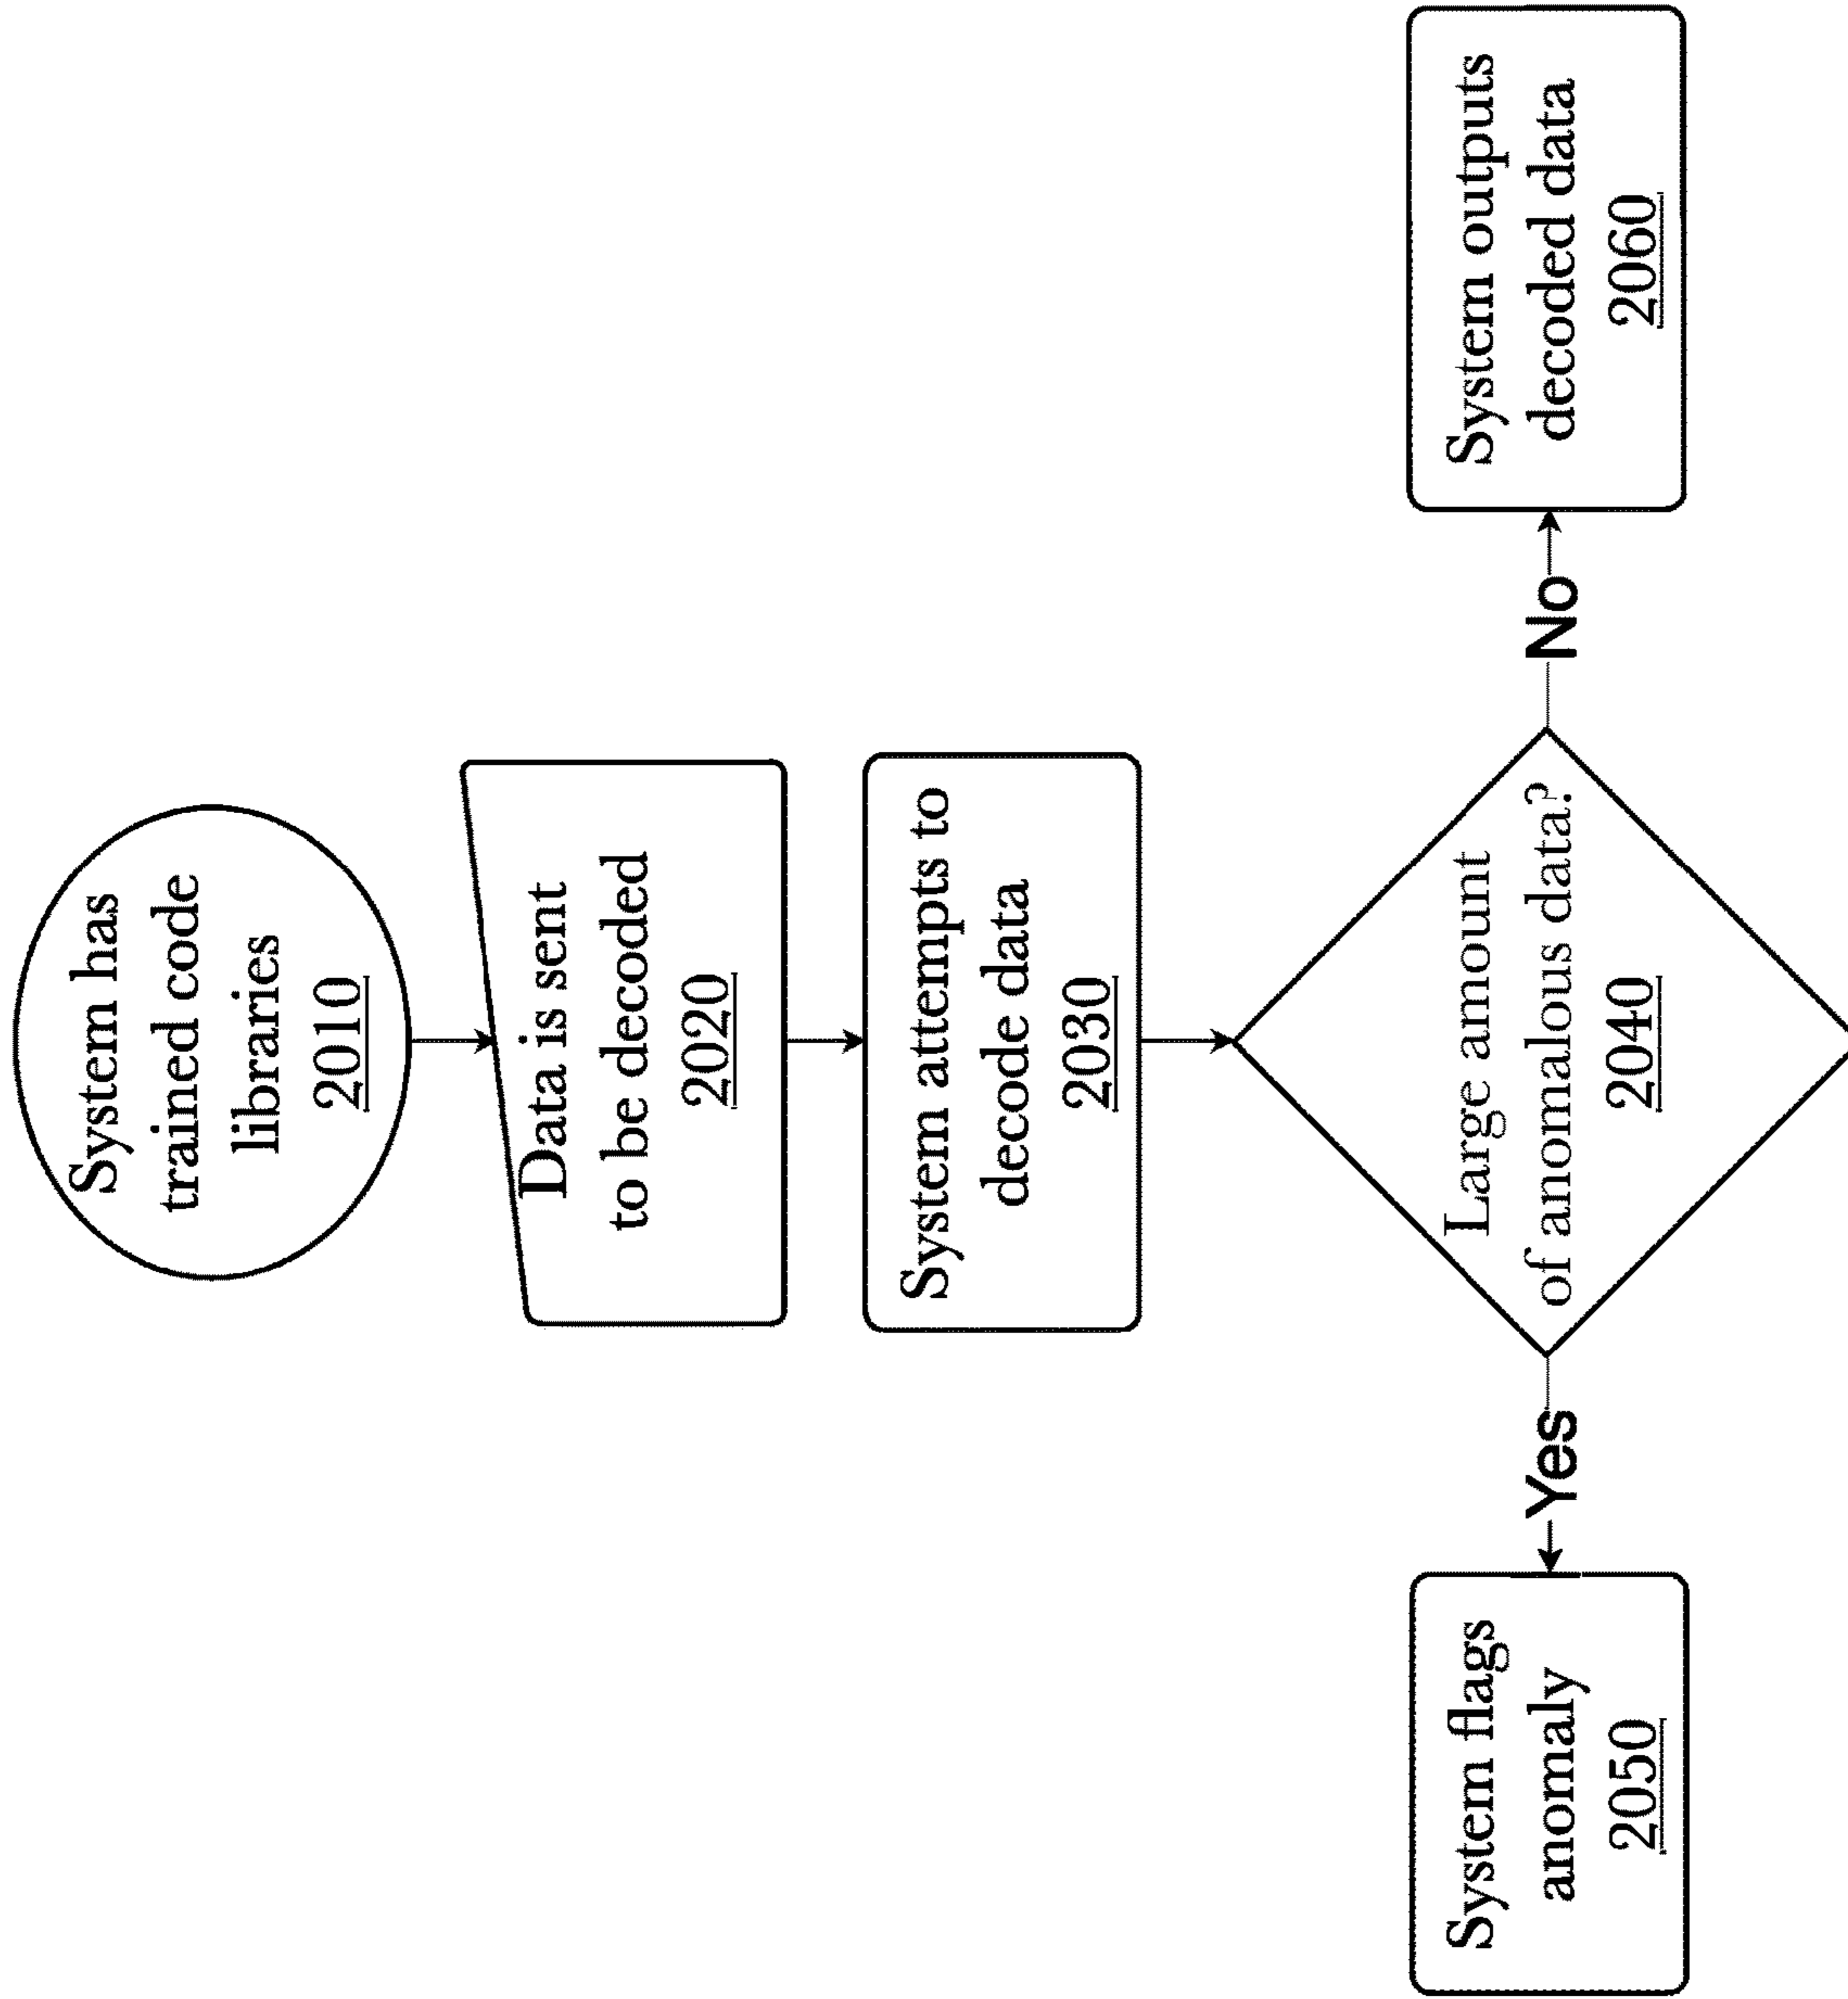 System has
trained code
libraries
2010
Data is sent
to be decoded
2020
System attempts to
decode data
2030
Large amount
of anomalous data?
2040
Yes
No
System flags
anomaly
2050
System outputs
decoded data
2060